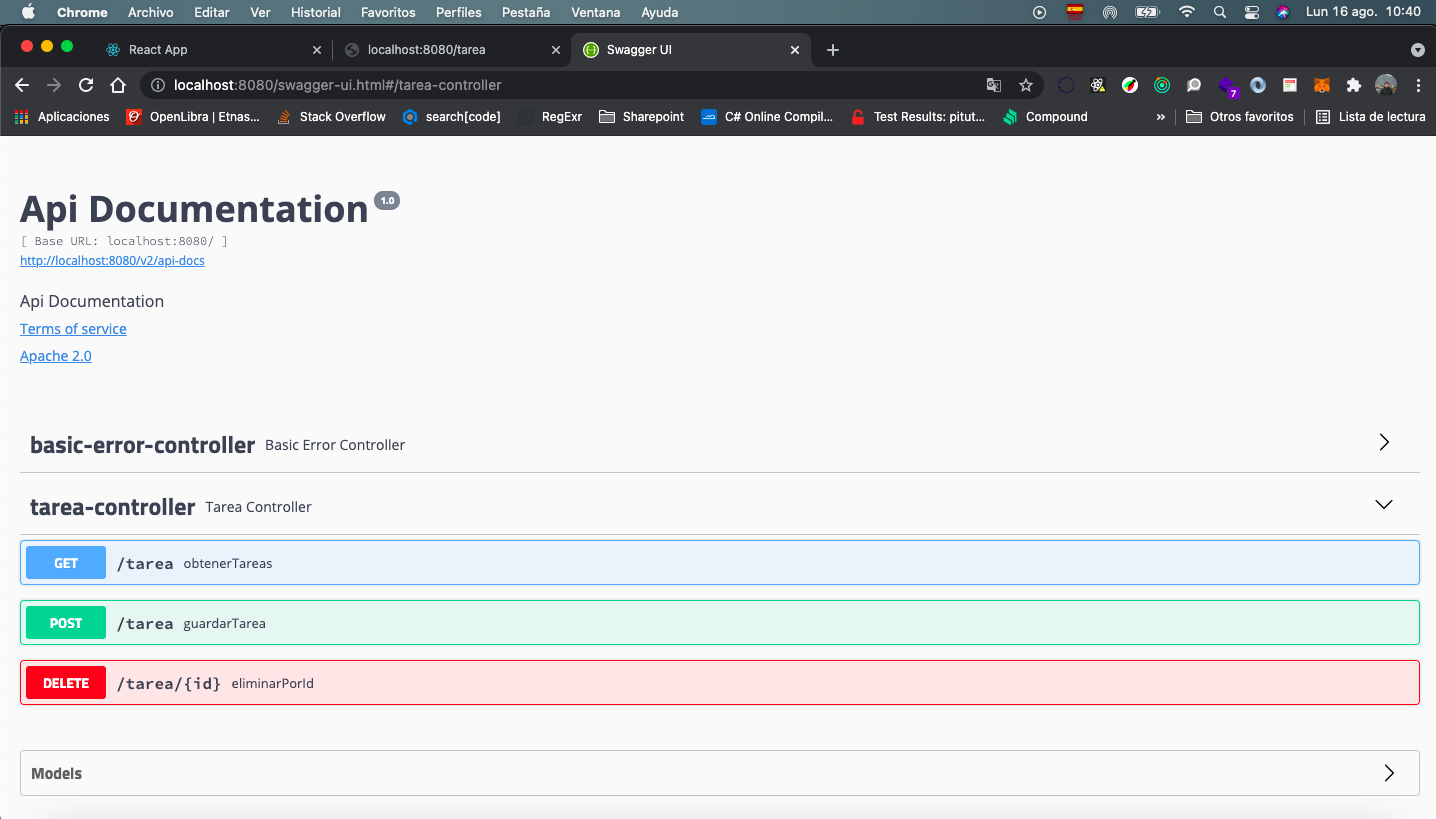 Chrome Archivo Editar Ver Historial Favoritos Perfiles Pestaña Ventana Ayuda Lun 16 ago. 10:40
React App localhost:8080/tarea Swagger UI
localhost:8080/swagger-ui.html#/tarea-controller 7
Aplicaciones OpenLibra | Etnas... Stack Overflow search[code] RegExr Sharepoint C# Online Compil... Test Results: pitut... Compound » Otros favoritos Lista de lectura
Api Documentation 1.0
[ Base URL: localhost:8080/ ]
http://localhost:8080/v2/api-docs
Api Documentation
Terms of service
Apache 2.0
basic-error-controller Basic Error Controller
tarea-controller Tarea Controller
GET /tarea obtenerTareas
POST /tarea guardarTarea
DELETE /tarea/{id} eliminarPorId
Models